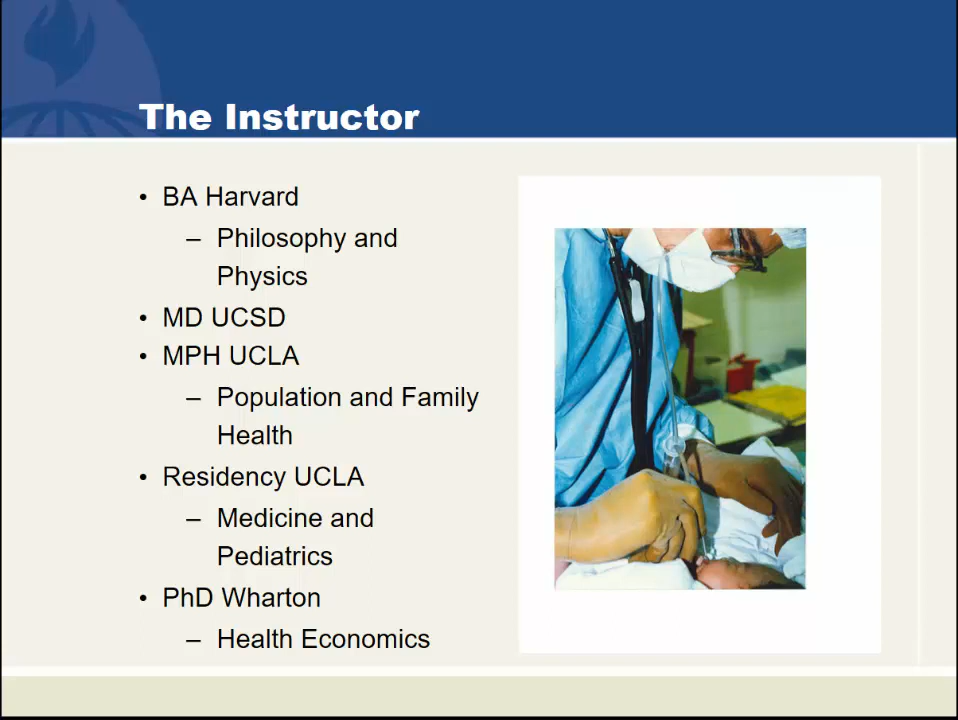 The Instructor
• BA Harvard
– Philosophy and
Physics
• MD UCSD
• MPH UCLA
– Population and Family
Health
• Residency UCLA
– Medicine and
Pediatrics
• PhD Wharton
– Health Economics